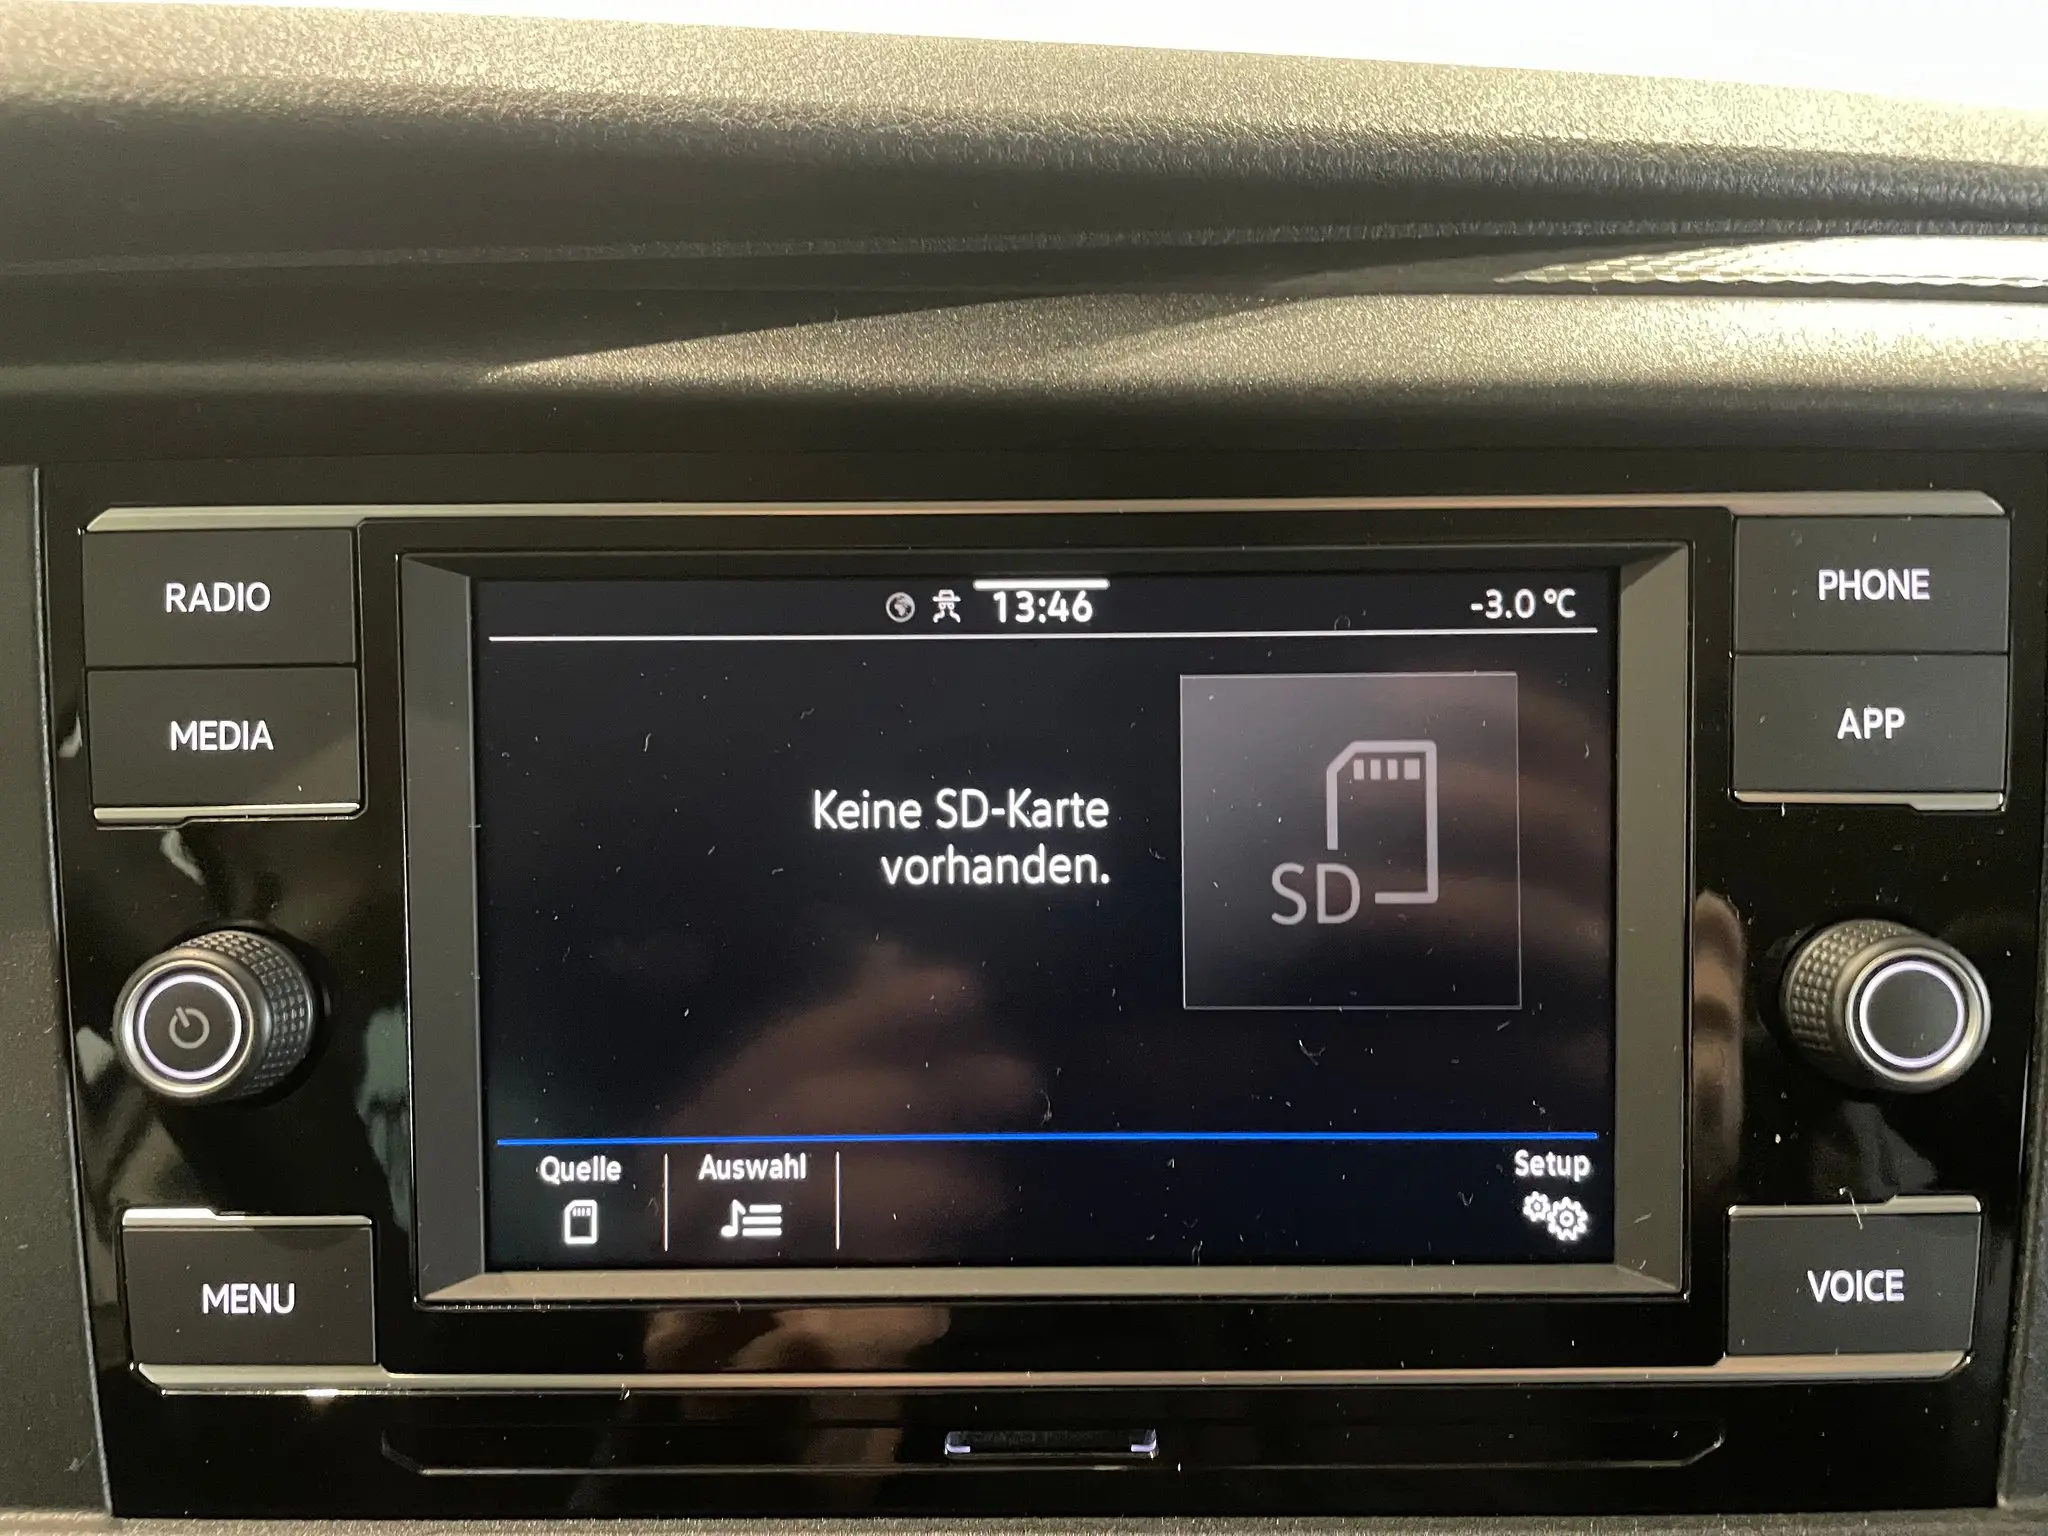 RADIO
MEDIA
MENU
13:46
-3.0 °C
Keine SD-Karte
vorhanden.
SD
Quelle
Auswahl
Setup
PHONE
APP
VOICE